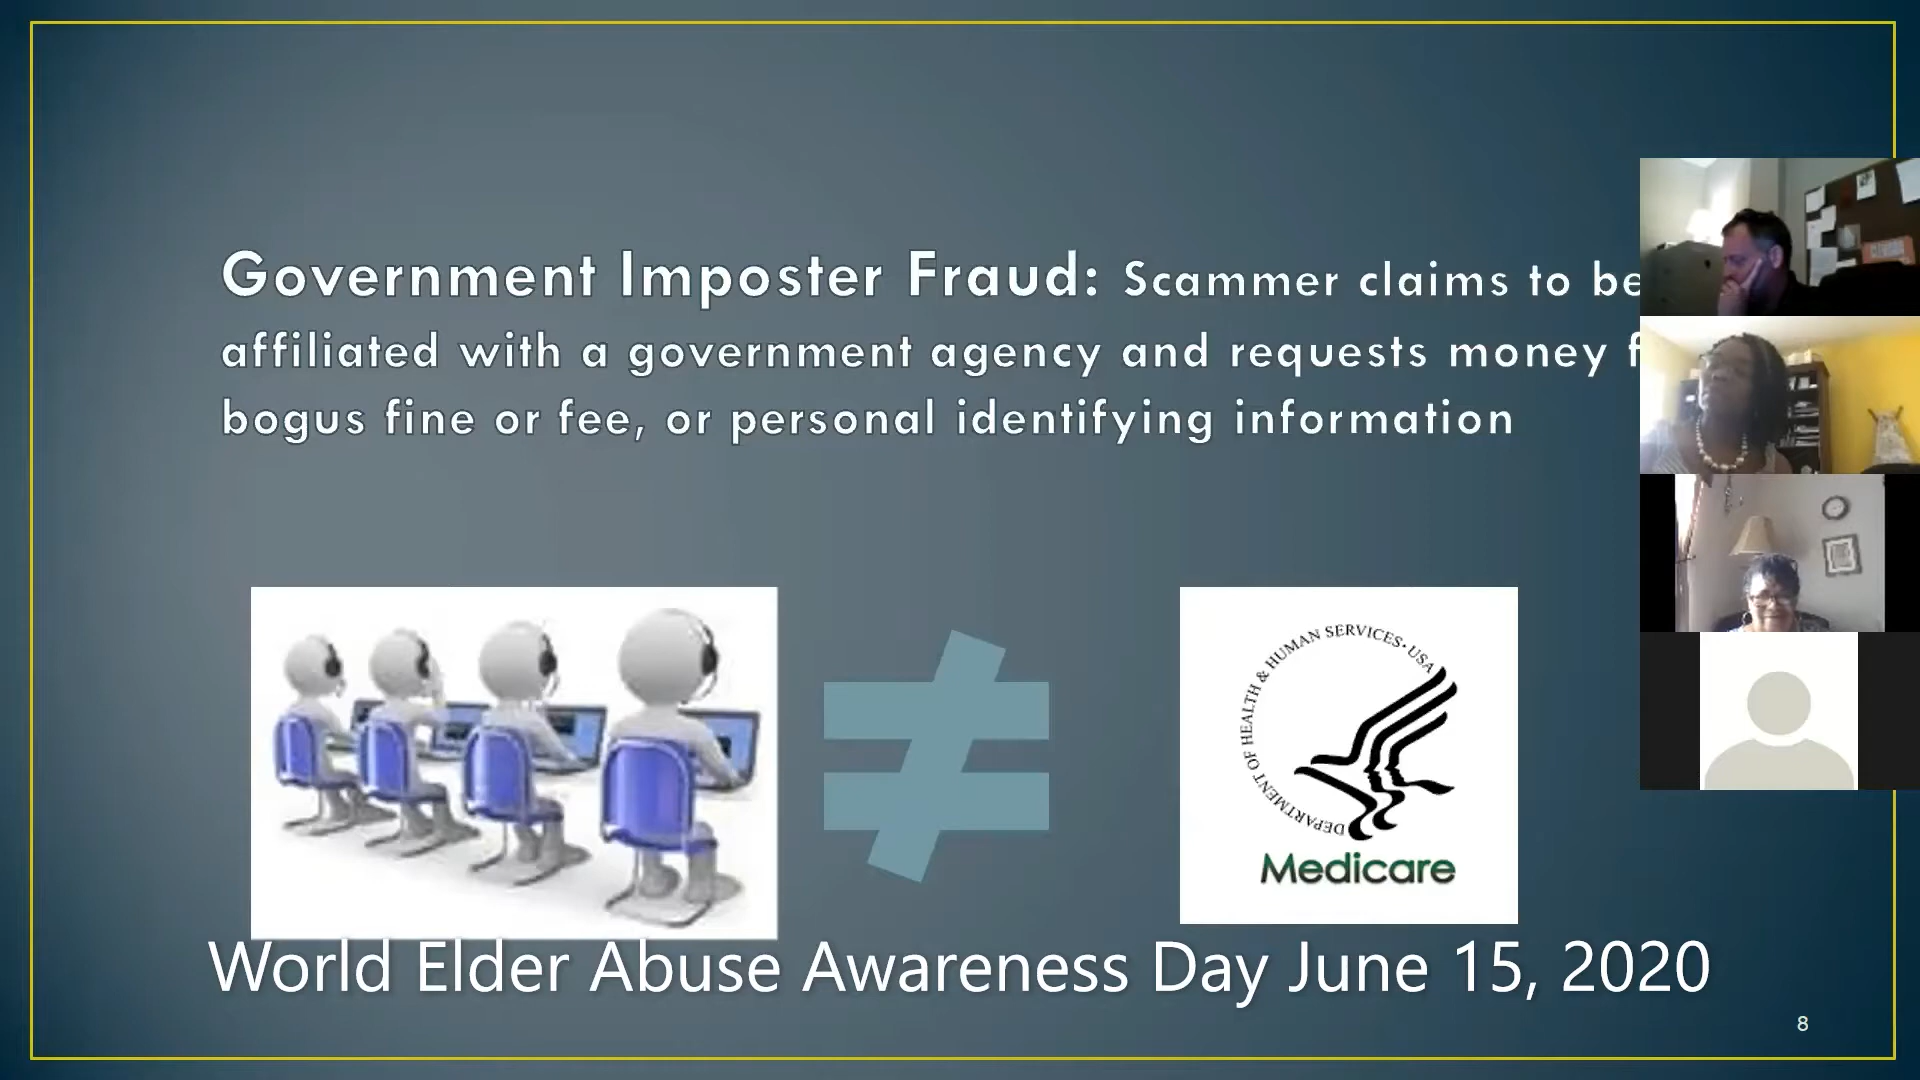 Government Imposter Fraud: Scammer claims to be
affiliated with a government agency and requests money
bogus fine or fee, or personal identifying information
DEPARTMENT OF HEALTH & HUMAN SERVICES · USA
Medicare
World Elder Abuse Awareness Day June 15, 2020
8